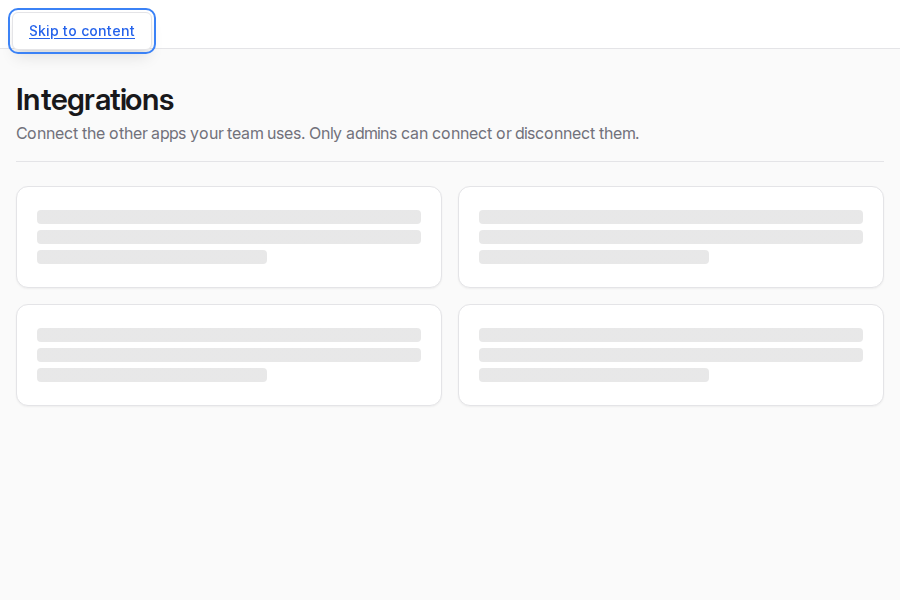 Skip to content
Integrations
Connect the other apps your team uses. Only admins can connect or disconnect them.